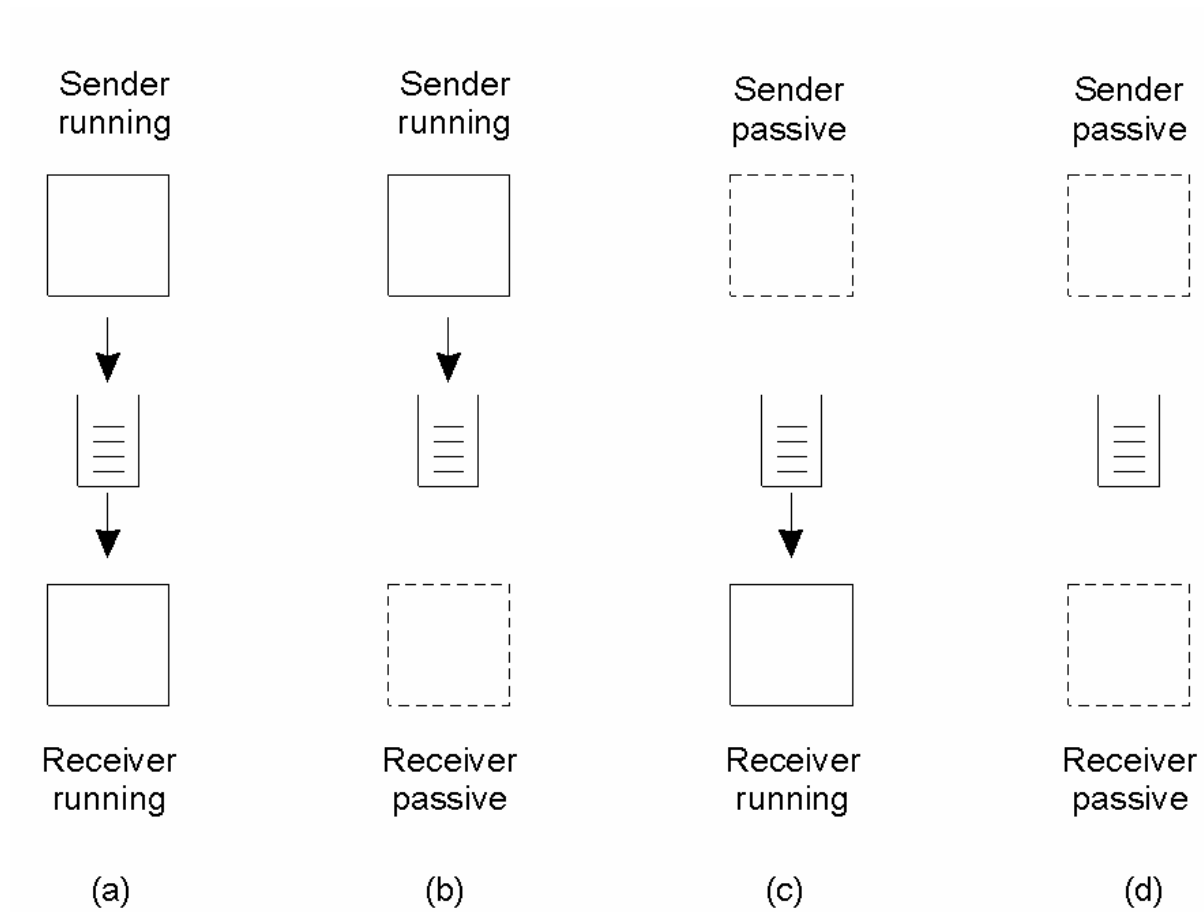 Sender
running
Sender
running
Sender
passive
Sender
passive
Receiver
running
Receiver
passive
Receiver
running
Receiver
passive
(a)
(b)
(c)
(d)